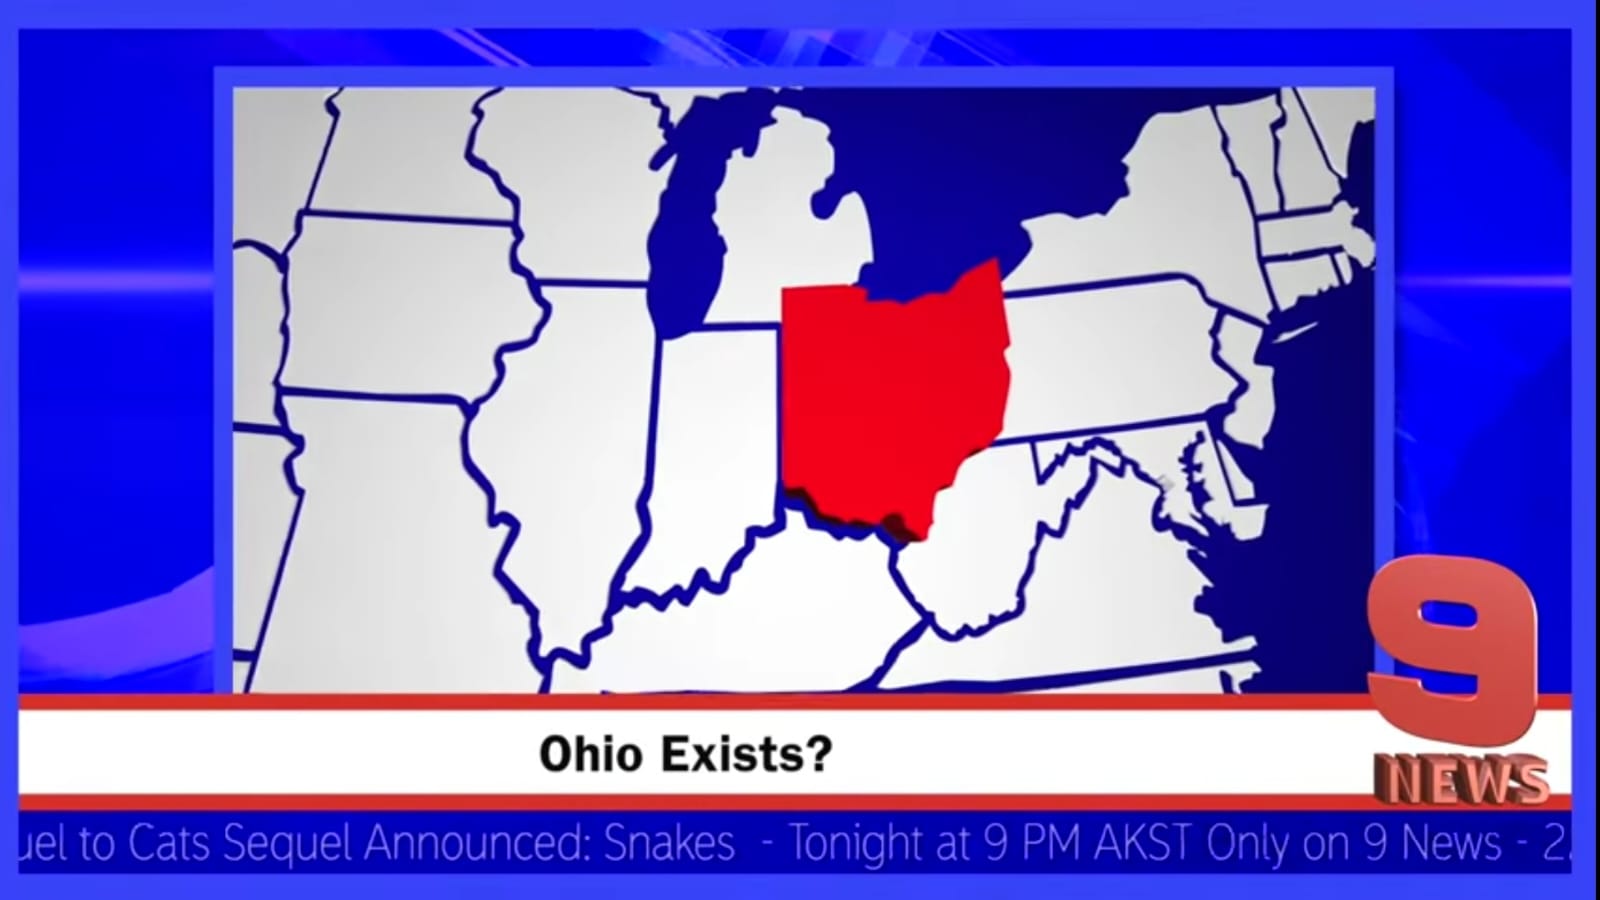 Ohio Exists?
9
NEWS
uel to Cats Sequel Announced: Snakes - Tonight at 9 PM AKST Only on 9 News - 2